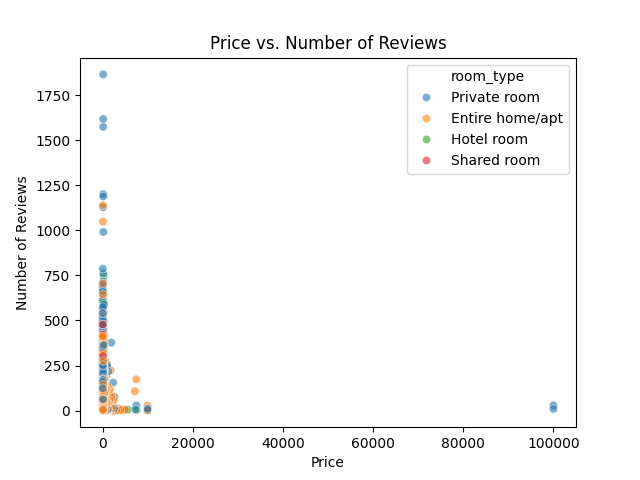 Price vs. Number of Reviews
room_type
Private room
Entire home/apt
Hotel room
Shared room
1750
1500
1250
1000
750
500
250
0
Number of Reviews
0 20000 40000 60000 80000 100000
Price